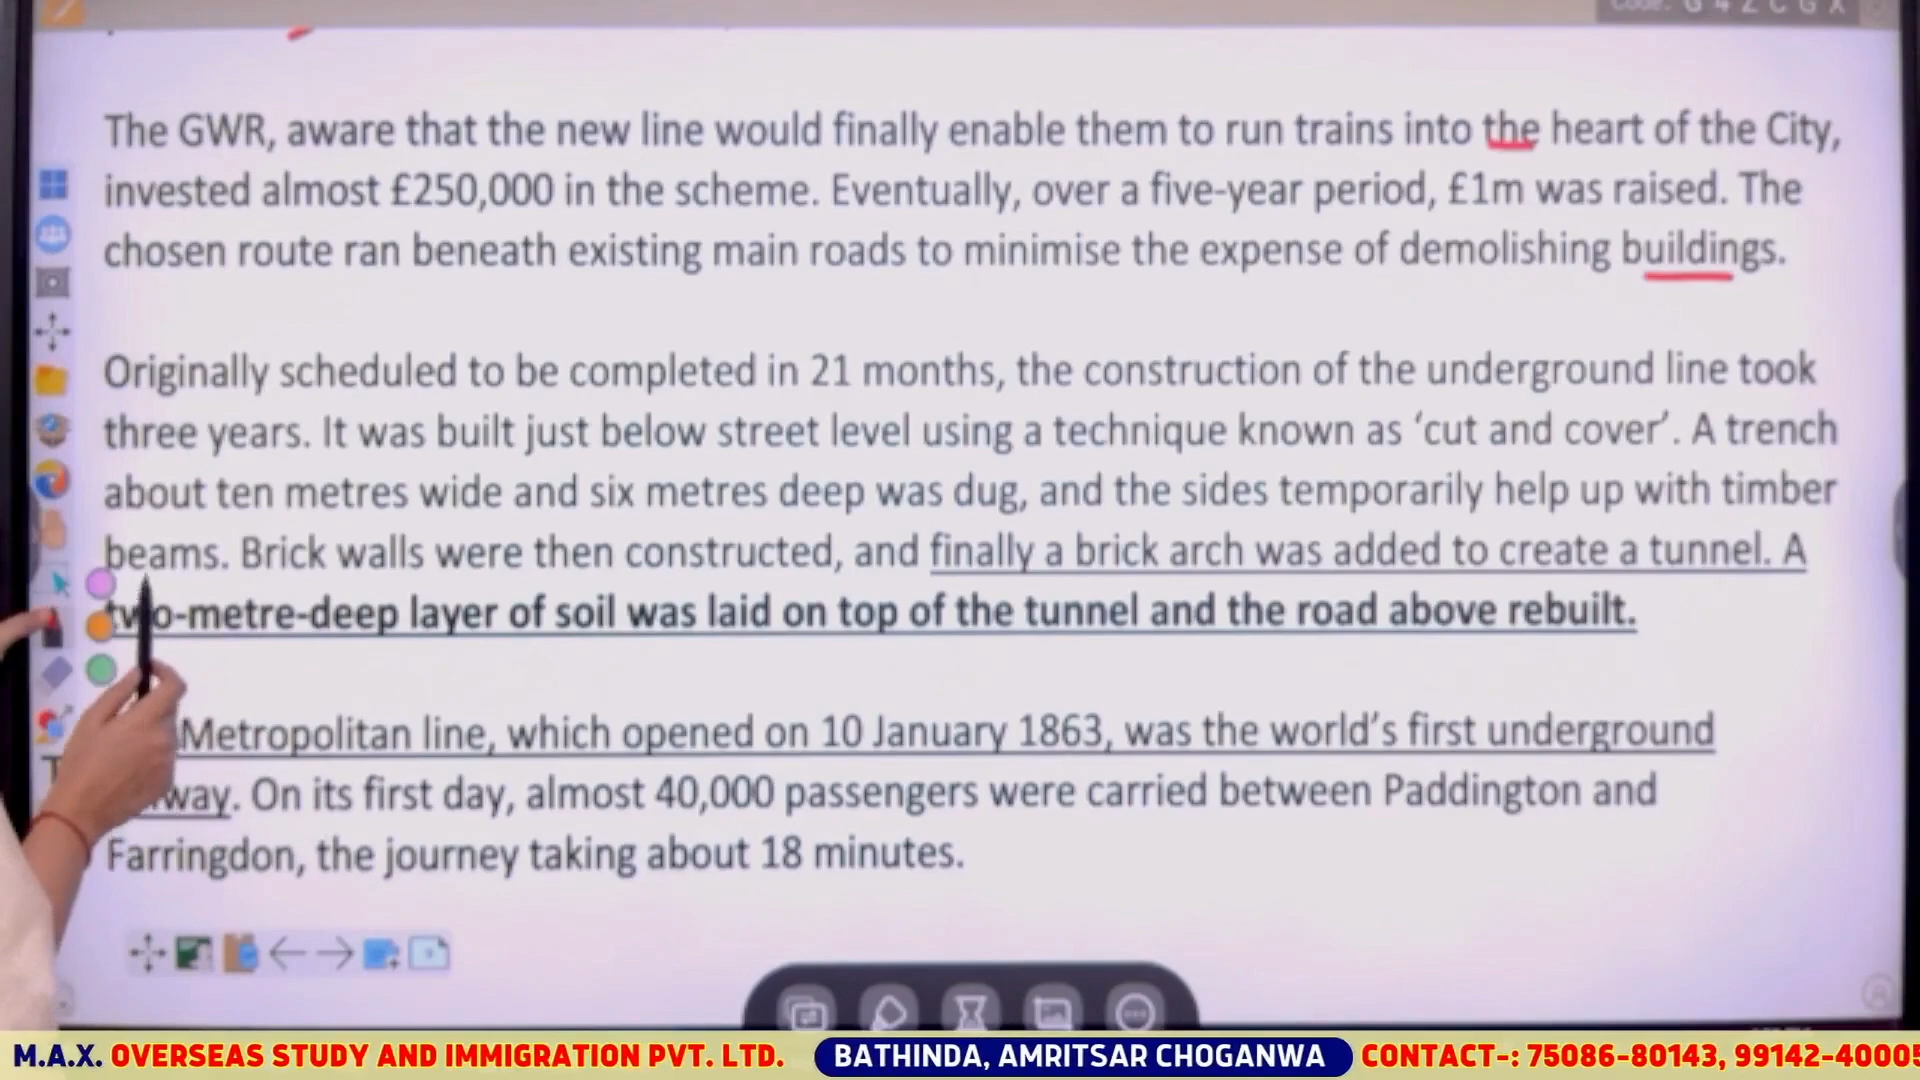 Code: G 4 Z C G X
The GWR, aware that the new line would finally enable them to run trains into the heart of the City,
invested almost £250,000 in the scheme. Eventually, over a five-year period, £1m was raised. The
chosen route ran beneath existing main roads to minimise the expense of demolishing buildings.
Originally scheduled to be completed in 21 months, the construction of the underground line took
three years. It was built just below street level using a technique known as ‘cut and cover’. A trench
about ten metres wide and six metres deep was dug, and the sides temporarily help up with timber
beams. Brick walls were then constructed, and finally a brick arch was added to create a tunnel. A
two-metre-deep layer of soil was laid on top of the tunnel and the road above rebuilt.
Metropolitan line, which opened on 10 January 1863, was the world’s first underground
way. On its first day, almost 40,000 passengers were carried between Paddington and
Farringdon, the journey taking about 18 minutes.
M.A.X. OVERSEAS STUDY AND IMMIGRATION PVT. LTD. BATHINDA, AMRITSAR CHOGANWA CONTACT-: 75086-80143, 99142-40005